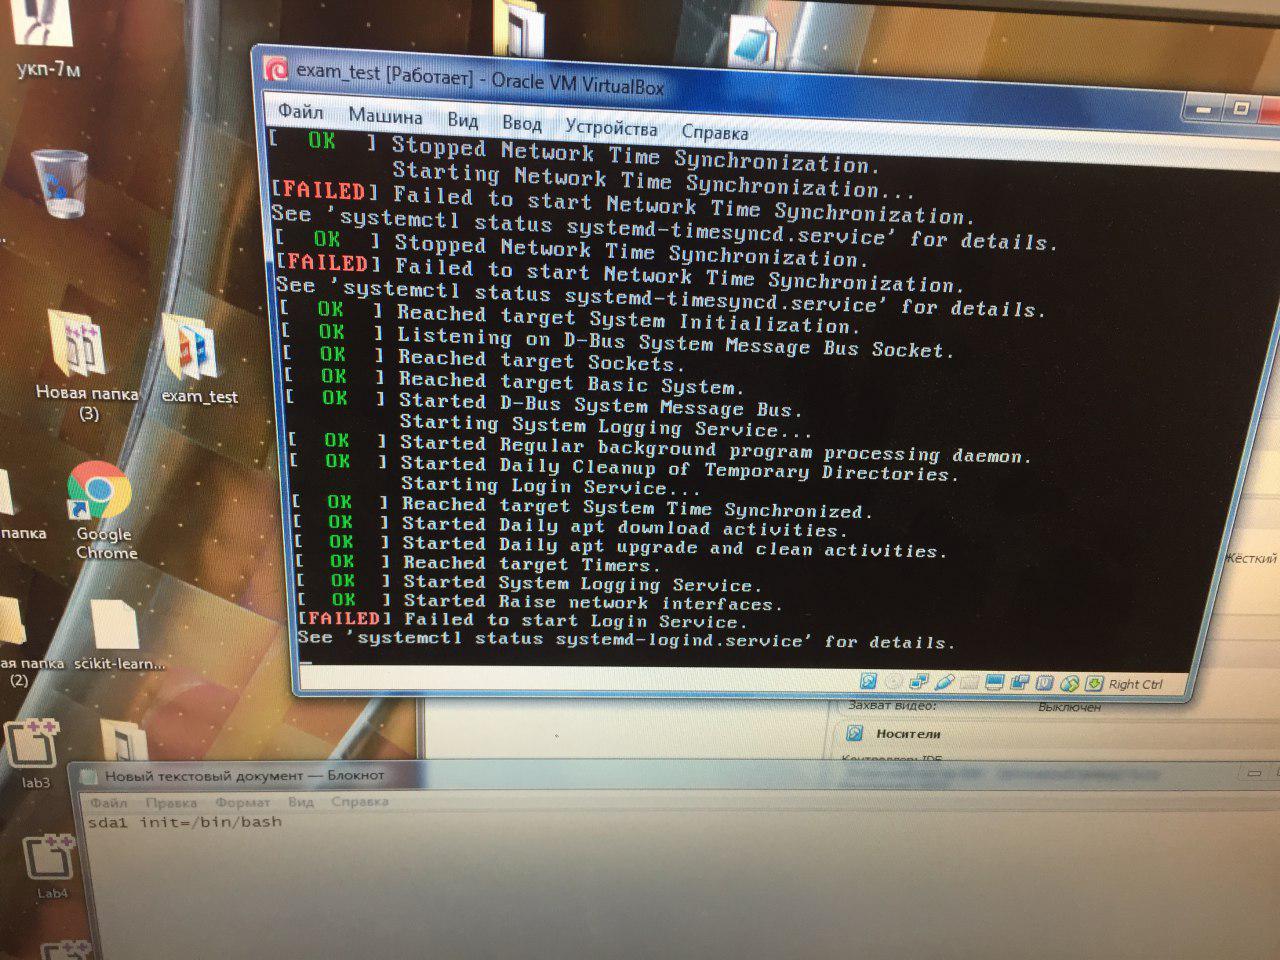 укп-7м
exam_test [Работает] - Oracle VM VirtualBox
Файл Машина Вид Ввод Устройства Справка
[ OK ] Stopped Network Time Synchronization.
Starting Network Time Synchronization...
[FAILED] Failed to start Network Time Synchronization.
See 'systemctl status systemd-timesyncd.service' for details.
[ OK ] Stopped Network Time Synchronization.
[FAILED] Failed to start Network Time Synchronization.
See 'systemctl status systemd-timesyncd.service' for details.
[ OK ] Reached target System Initialization.
[ OK ] Listening on D-Bus System Message Bus Socket.
[ OK ] Reached target Sockets.
[ OK ] Reached target Basic System.
[ OK ] Started D-Bus System Message Bus.
Starting System Logging Service...
[ OK ] Started Regular background program processing daemon.
[ OK ] Started Daily Cleanup of Temporary Directories.
Starting Login Service...
[ OK ] Reached target System Time Synchronized.
[ OK ] Started Daily apt download activities.
[ OK ] Started Daily apt upgrade and clean activities.
[ OK ] Reached target Timers.
[ OK ] Started System Logging Service.
[ OK ] Started Raise network interfaces.
[FAILED] Failed to start Login Service.
See 'systemctl status systemd-logind.service' for details.
Right Ctrl
Новая папка
(3)
exam_test
Google
Chrome
папка
ая папка
(2)
scikit-learn...
lab3
Lab4
Жёсткий
Захват видео: Выключен
Носители
Новый текстовый документ — Блокнот
Файл Правка Формат Вид Справка
sda1 init=/bin/bash